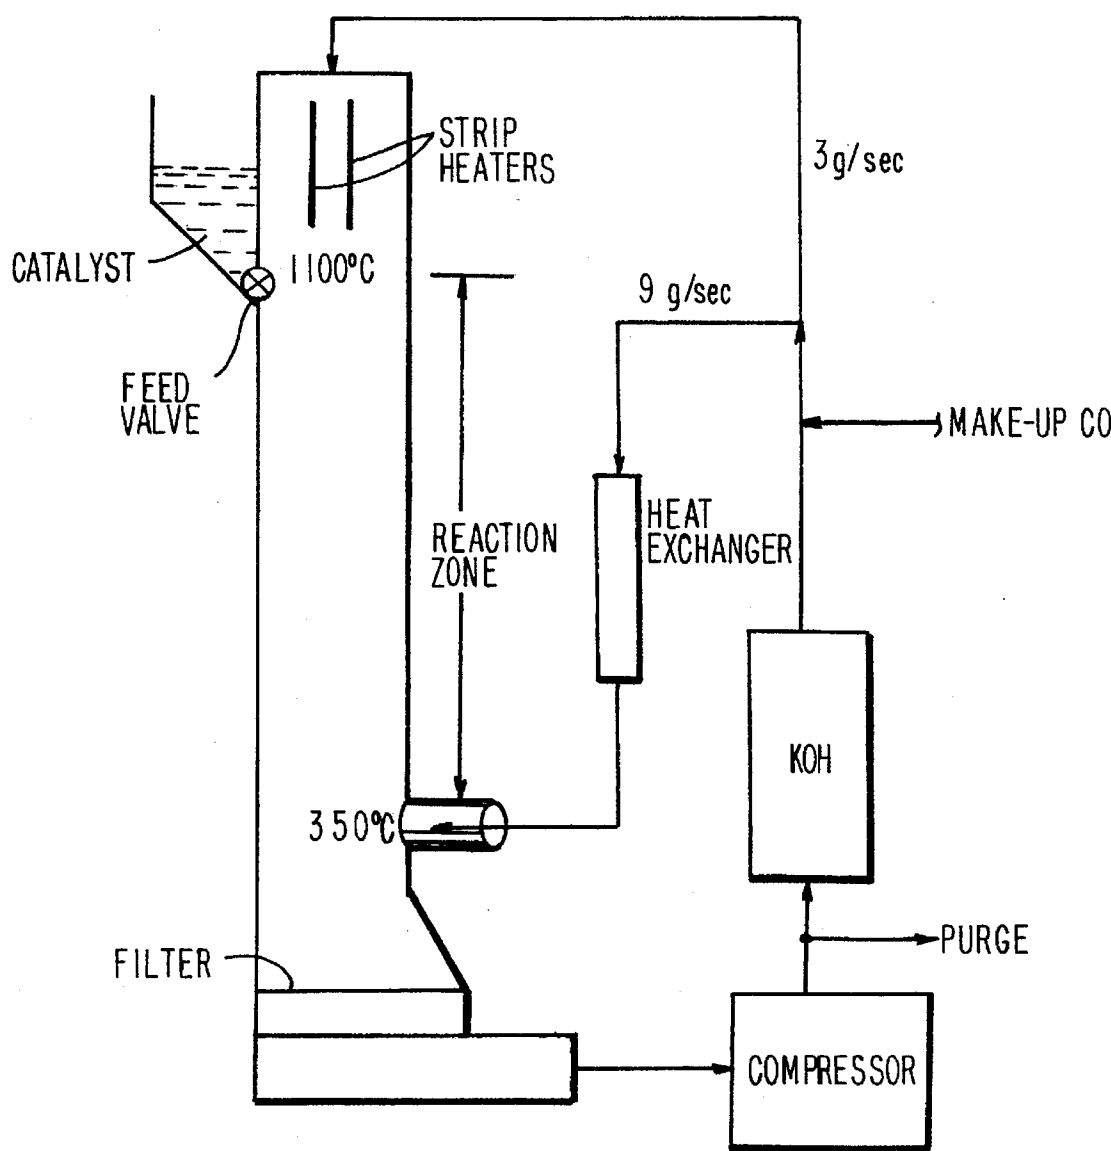 STRIP
HEATERS
3g/sec
CATALYST
1100°C
9 g/sec
FEED
VALVE
MAKE-UP CO
REACTION
ZONE
HEAT
EXCHANGER
KOH
350°C
PURGE
FILTER
COMPRESSOR